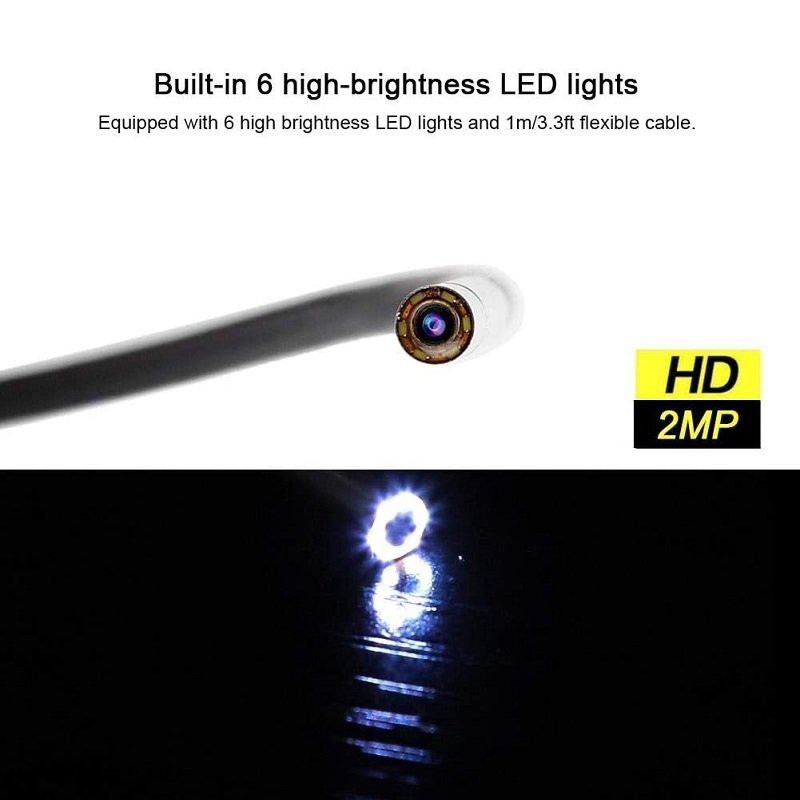 Built-in 6 high-brightness LED lights
Equipped with 6 high brightness LED lights and 1m/3.3ft flexible cable.
HD
2MP